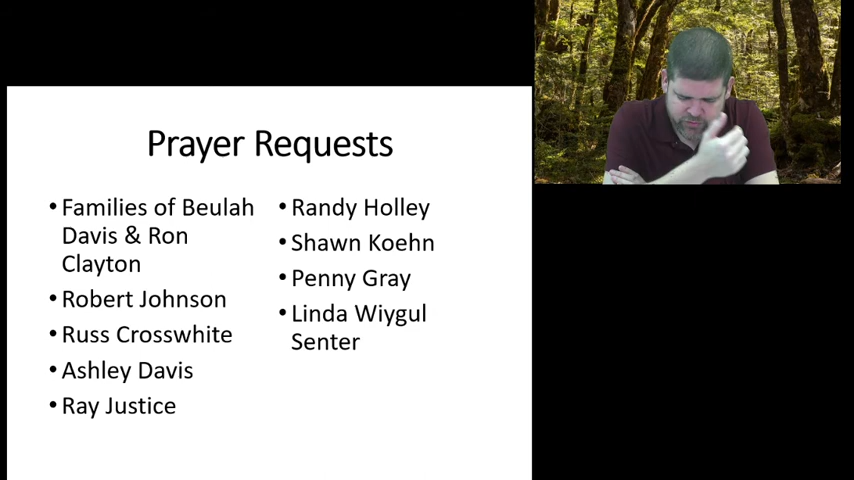 Prayer Requests
• Families of Beulah
Davis & Ron
Clayton
• Robert Johnson
• Russ Crosswhite
• Ashley Davis
• Ray Justice
• Randy Holley
• Shawn Koehn
• Penny Gray
• Linda Wiygul
Senter